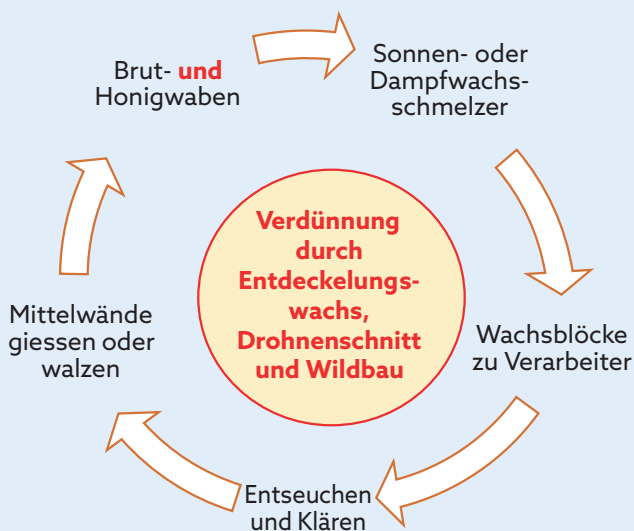 Brut- und
Honigwaben
Sonnen- oder
Dampfwachs-
schmelzer
Wachsblöcke
zu Verarbeiter
Entseuchen
und Klären
Mittelwände
giessen oder
walzen
Verdünnung
durch
Entdeckelungs-
wachs,
Drohnenschnitt
und Wildbau